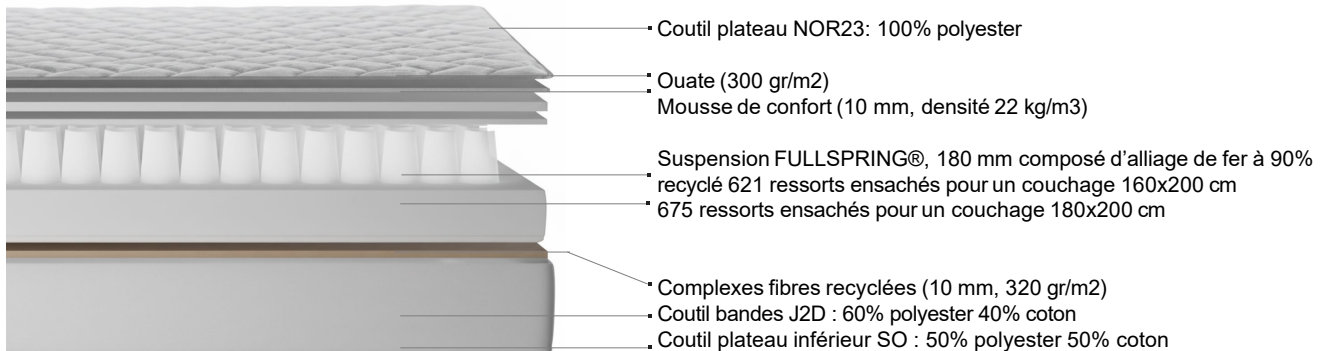 Coutil plateau NOR23: 100% polyester
Ouate (300 gr/m2)
Mousse de confort (10 mm, densité 22 kg/m3)
Suspension FULLSPRING®, 180 mm composé d’alliage de fer à 90%
recyclé 621 ressorts ensachés pour un couchage 160x200 cm
675 ressorts ensachés pour un couchage 180x200 cm
Complexes fibres recyclées (10 mm, 320 gr/m2)
Coutil bandes J2D : 60% polyester 40% coton
Coutil plateau inférieur SO : 50% polyester 50% coton